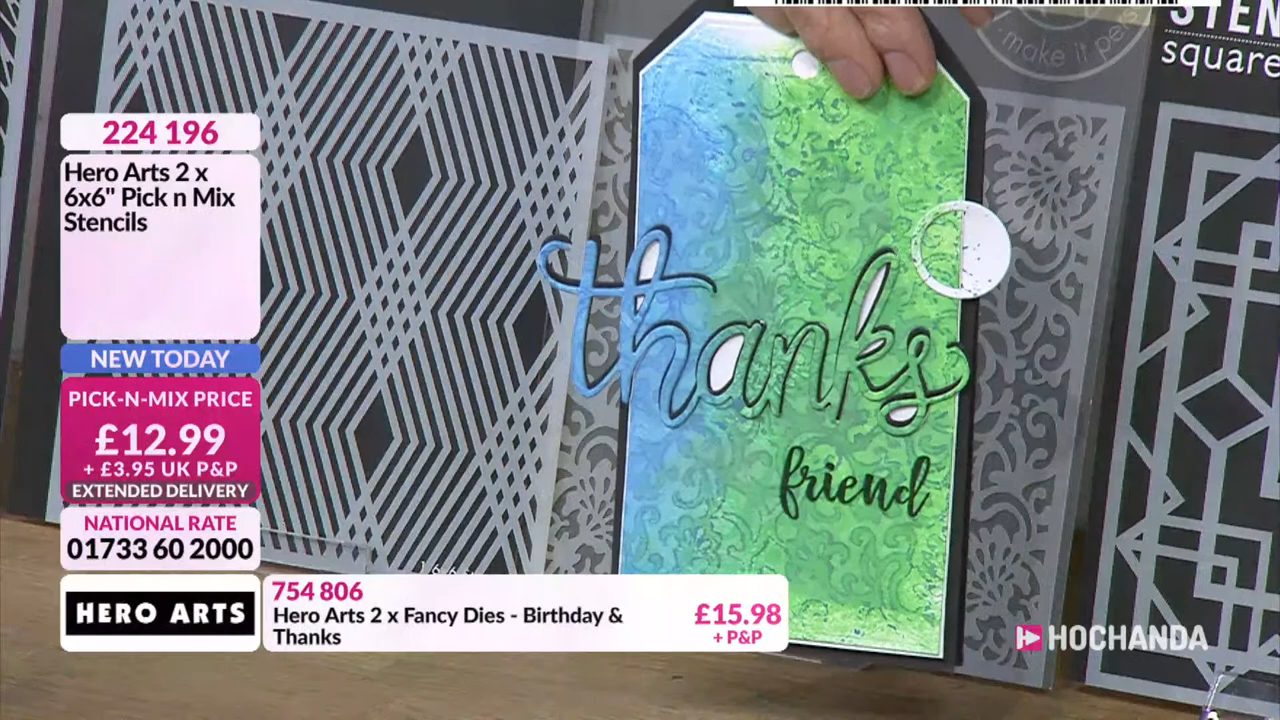 224 196
Hero Arts 2 x
6x6" Pick n Mix
Stencils
NEW TODAY
PICK-N-MIX PRICE
£12.99
+ £3.95 UK P&P
EXTENDED DELIVERY
NATIONAL RATE
01733 60 2000
HERO ARTS
754 806
Hero Arts 2 x Fancy Dies - Birthday &
Thanks
£15.98
+ P&P
HOCHANDA
thanks
friend
make it
square